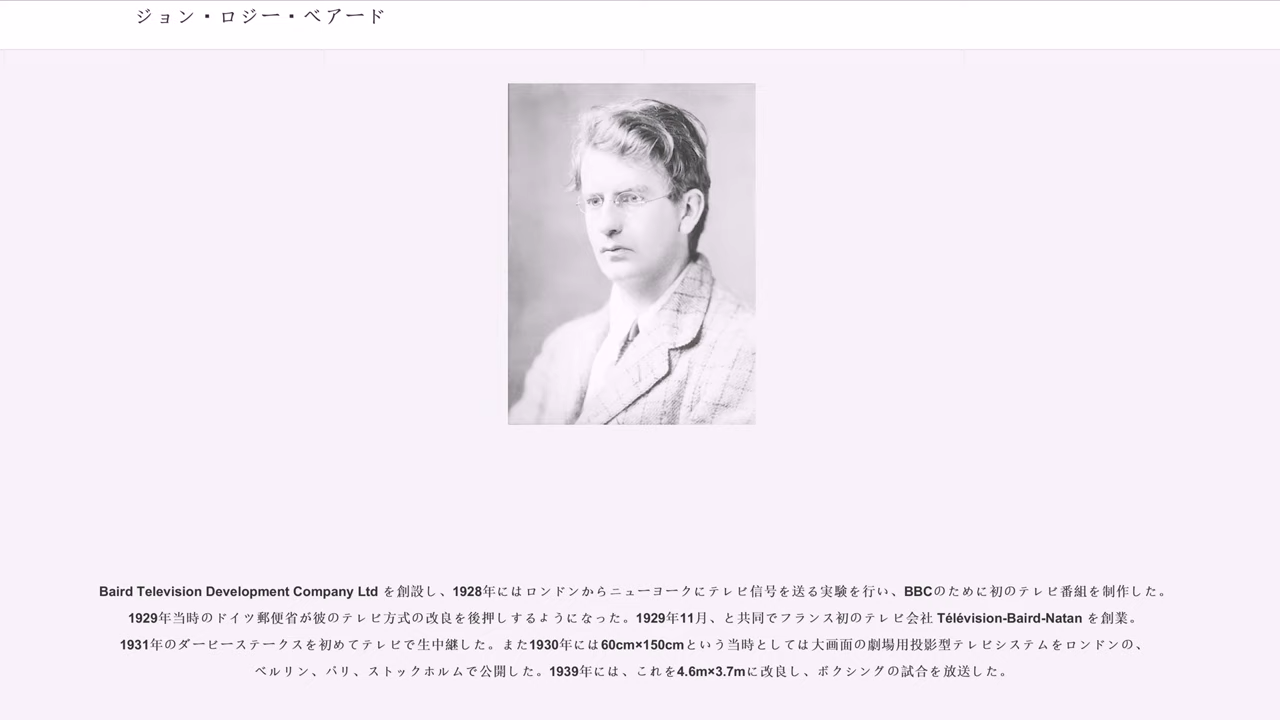 ジョン・ロジー・ベアード
Baird Television Development Company Ltd を創設し、1928年にはロンドンからニューヨークにテレビ信号を送る実験を行い、BBCのために初のテレビ番組を制作した。
1929年当時のドイツ郵便省が彼のテレビ方式の改良を後押しするようになった。1929年11月、と共同でフランス初のテレビ会社 Télévision-Baird-Natan を創業。
1931年のダービーステークスを初めてテレビで生中継した。また1930年には60cm×150cmという当時としては大画面の劇場用投影型テレビシステムをロンドンの、
ベルリン、パリ、ストックホルムで公開した。1939年には、これを4.6m×3.7mに改良し、ボクシングの試合を放送した。